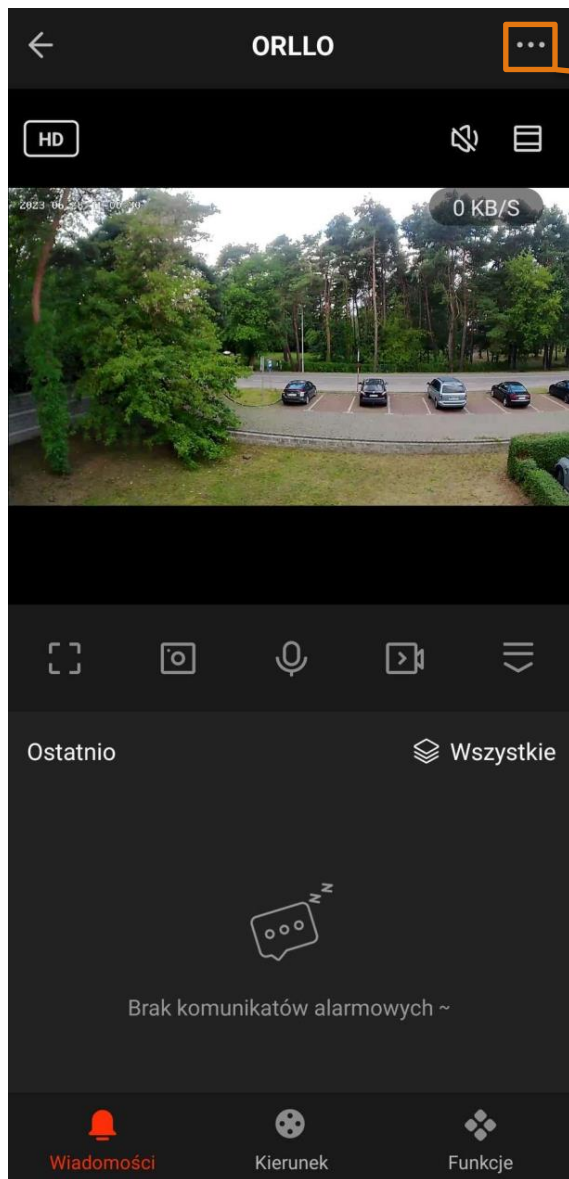 ORLLO
HD
0 KB/S
Ostatnio
Wszystkie
z z
Brak komunikatów alarmowych ~
Wiadomości
Kierunek
Funkcje